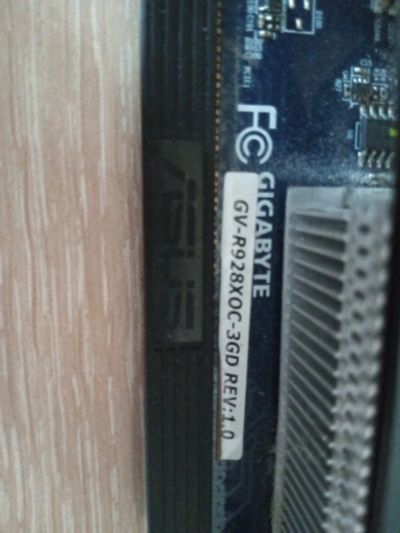 ASUS
FC
GIGABYTE
GV-R928XOC-3GD REV:1.0